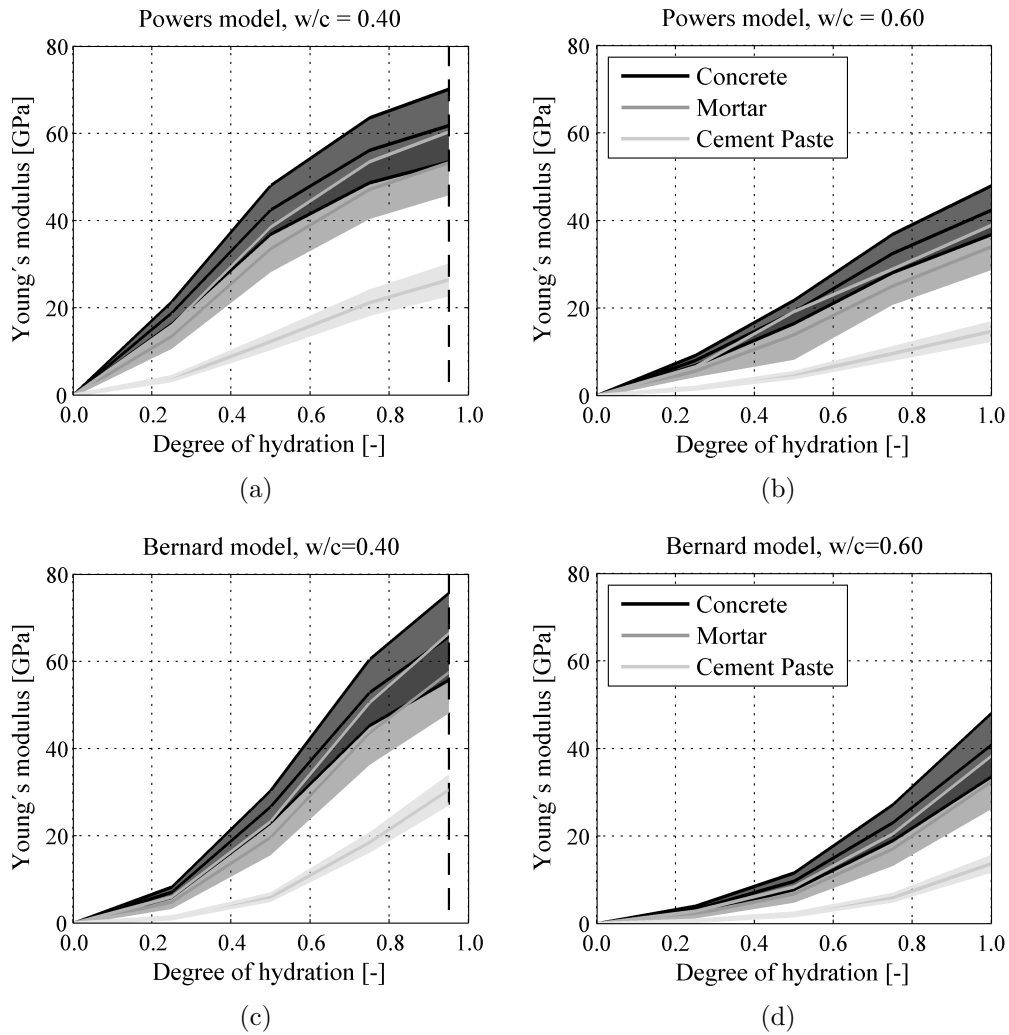 Powers model, w/c = 0.40
Young´s modulus [GPa]
80
60
40
20
0
0.0 0.2 0.4 0.6 0.8 1.0
Degree of hydration [-]
(a)
Powers model, w/c = 0.60
Young´s modulus [GPa]
80
60
40
20
0
Concrete
Mortar
Cement Paste
0.0 0.2 0.4 0.6 0.8 1.0
Degree of hydration [-]
(b)
Bernard model, w/c=0.40
Young´s modulus [GPa]
80
60
40
20
0
0.0 0.2 0.4 0.6 0.8 1.0
Degree of hydration [-]
(c)
Bernard model, w/c=0.60
Young´s modulus [GPa]
80
60
40
20
0
Concrete
Mortar
Cement Paste
0.0 0.2 0.4 0.6 0.8 1.0
Degree of hydration [-]
(d)